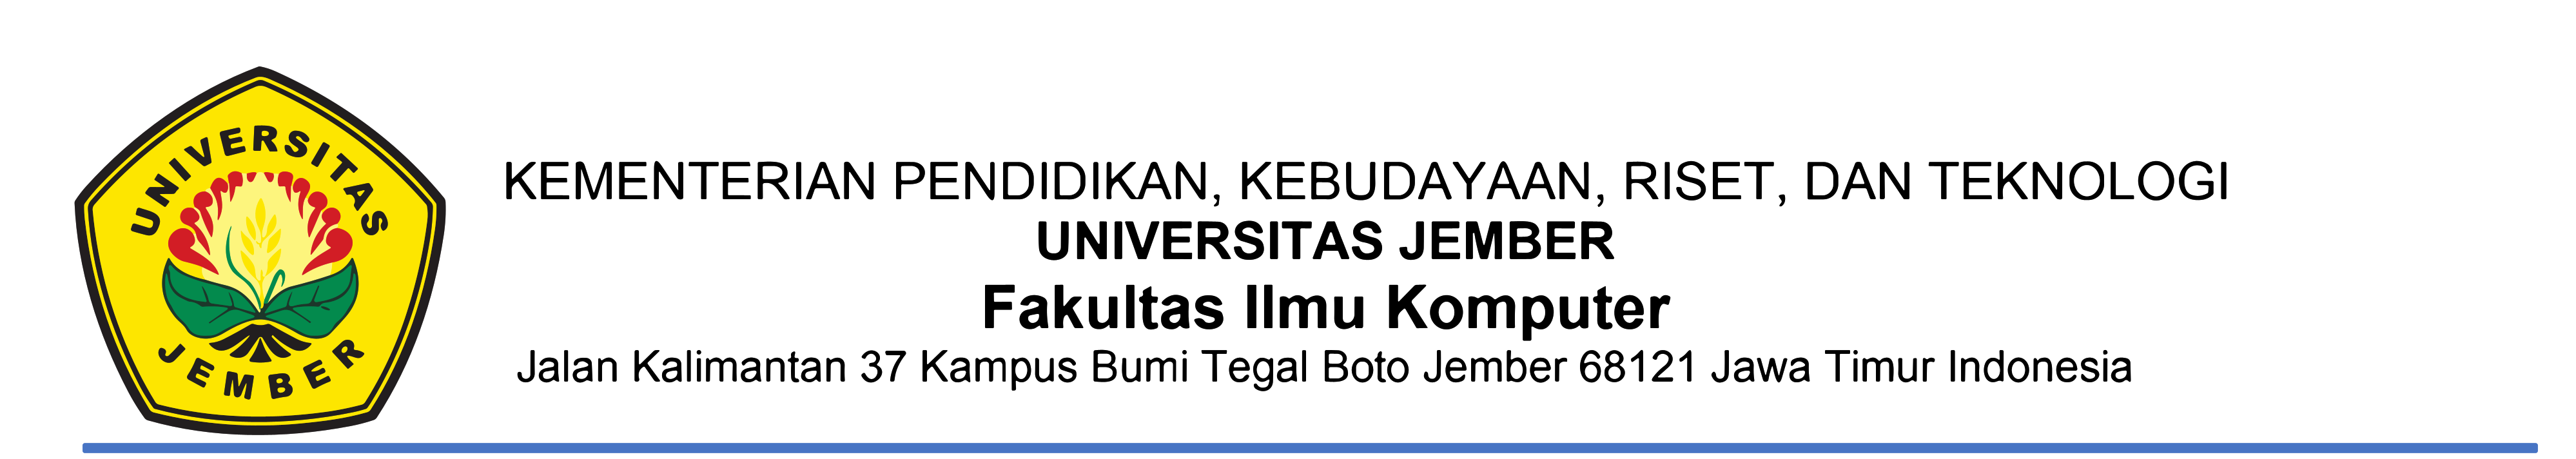 UNIVERSITAS
JEMBER
KEMENTERIAN PENDIDIKAN, KEBUDAYAAN, RISET, DAN TEKNOLOGI
UNIVERSITAS JEMBER
Fakultas Ilmu Komputer
Jalan Kalimantan 37 Kampus Bumi Tegal Boto Jember 68121 Jawa Timur Indonesia